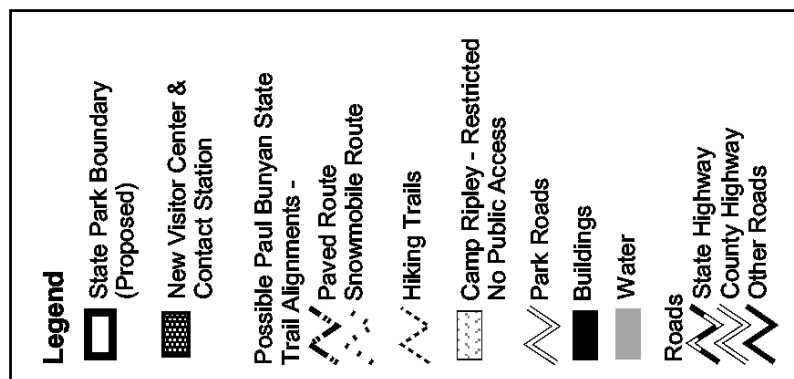 Legend
State Park Boundary
(Proposed)
New Visitor Center &
Contact Station
Possible Paul Bunyan State
Trail Alignments -
Paved Route
Snowmobile Route
Hiking Trails
Camp Ripley - Restricted
No Public Access
Park Roads
Buildings
Water
Roads
State Highway
County Highway
Other Roads